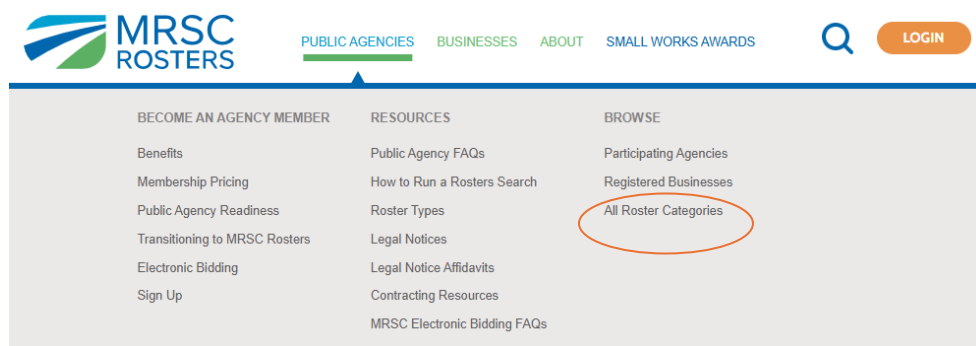 MRSC
ROSTERS
PUBLIC AGENCIES BUSINESSES ABOUT SMALL WORKS AWARDS LOGIN
BECOME AN AGENCY MEMBER
Benefits
Membership Pricing
Public Agency Readiness
Transitioning to MRSC Rosters
Electronic Bidding
Sign Up
RESOURCES
Public Agency FAQs
How to Run a Rosters Search
Roster Types
Legal Notices
Legal Notice Affidavits
Contracting Resources
MRSC Electronic Bidding FAQs
BROWSE
Participating Agencies
Registered Businesses
All Roster Categories